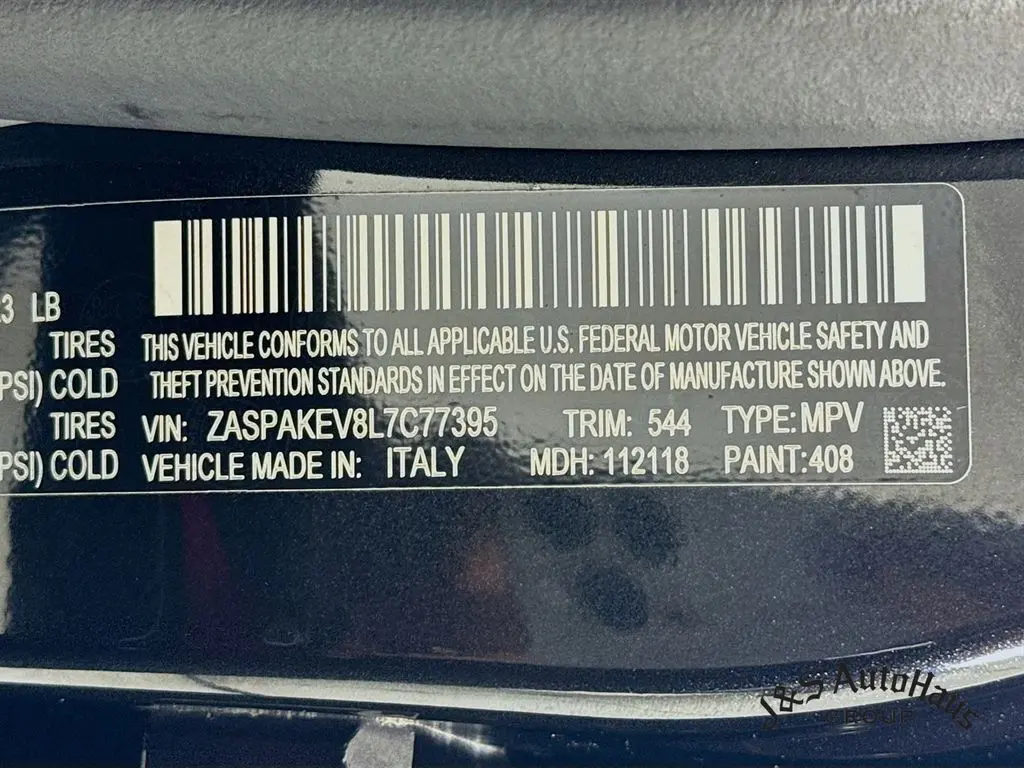 .3 LB
TIRES THIS VEHICLE CONFORMS TO ALL APPLICABLE U.S. FEDERAL MOTOR VEHICLE SAFETY AND
PSI) COLD THEFT PREVENTION STANDARDS IN EFFECT ON THE DATE OF MANUFACTURE SHOWN ABOVE.
TIRES VIN: ZASPAKEV8L7C77395 TRIM: 544 TYPE: MPV
PSI) COLD VEHICLE MADE IN: ITALY MDH: 112118 PAINT:408
J&S AutoHaus
GROUP